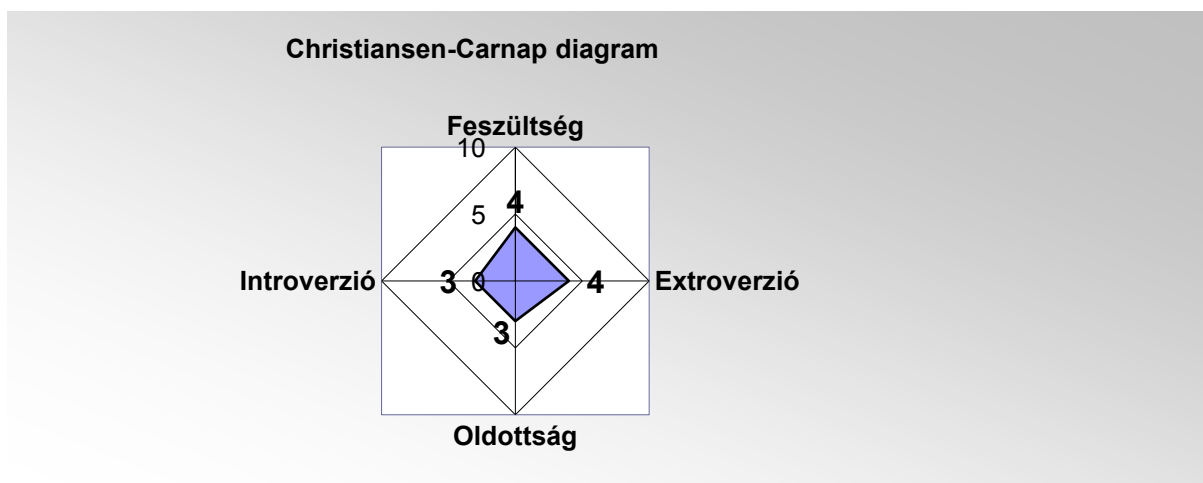 Christiansen-Carnap diagram
Feszültség
10
4
5
Introverzió
3
0
4
Extroverzió
3
Oldottság